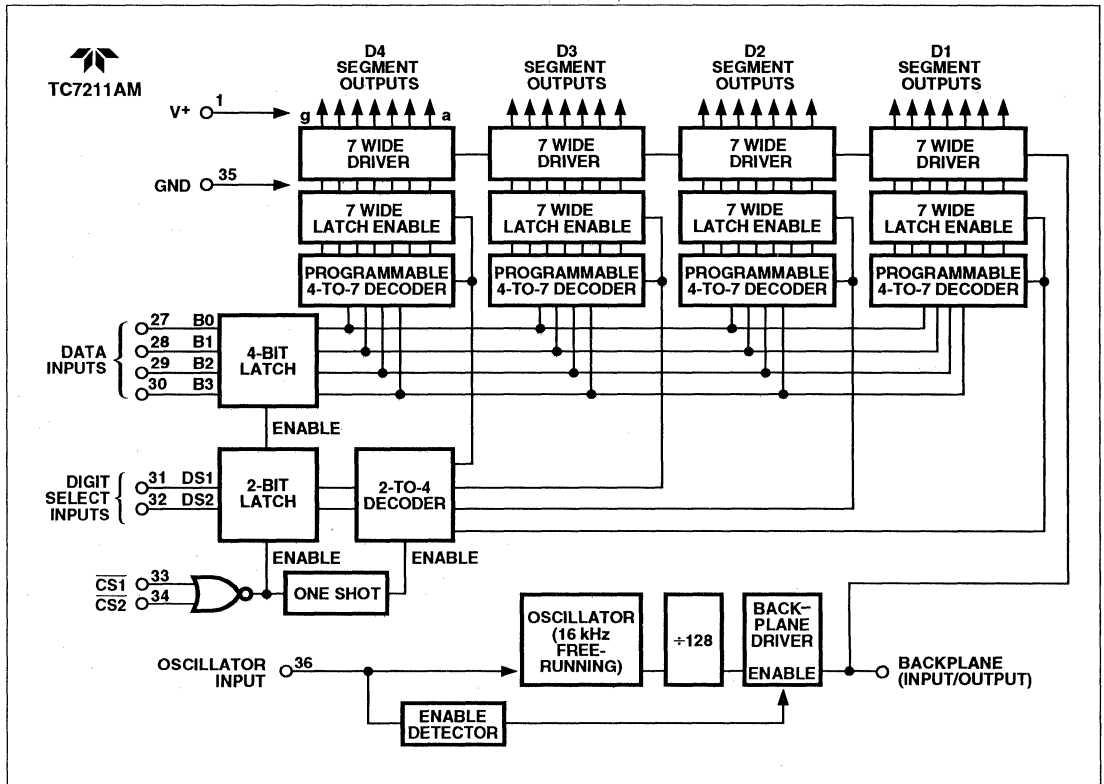 TC7211AM
D4
SEGMENT
OUTPUTS
D3
SEGMENT
OUTPUTS
D2
SEGMENT
OUTPUTS
D1
SEGMENT
OUTPUTS
V+ 1
g a
7 WIDE
DRIVER
7 WIDE
DRIVER
7 WIDE
DRIVER
7 WIDE
DRIVER
GND 35
7 WIDE
LATCH ENABLE
7 WIDE
LATCH ENABLE
7 WIDE
LATCH ENABLE
7 WIDE
LATCH ENABLE
PROGRAMMABLE
4-TO-7 DECODER
PROGRAMMABLE
4-TO-7 DECODER
PROGRAMMABLE
4-TO-7 DECODER
PROGRAMMABLE
4-TO-7 DECODER
DATA
INPUTS
27 B0
28 B1
29 B2
30 B3
4-BIT
LATCH
ENABLE
DIGIT
SELECT
INPUTS
31 DS1
32 DS2
2-BIT
LATCH
2-TO-4
DECODER
ENABLE
ENABLE
CS1 33
CS2 34
ONE SHOT
OSCILLATOR
INPUT
36
OSCILLATOR
(16 kHz
FREE-
RUNNING)
÷128
BACK–
PLANE
DRIVER
ENABLE
BACKPLANE
(INPUT/OUTPUT)
ENABLE
DETECTOR